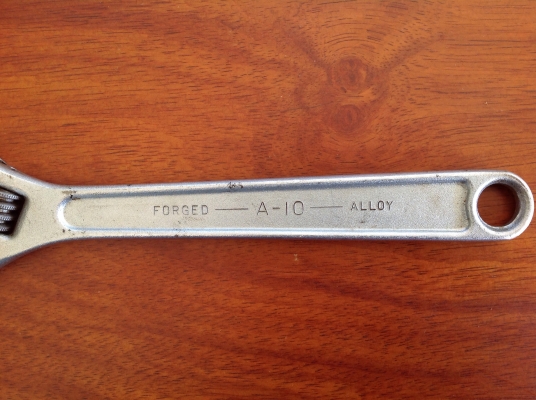 FORGED — A-10 — ALLOY